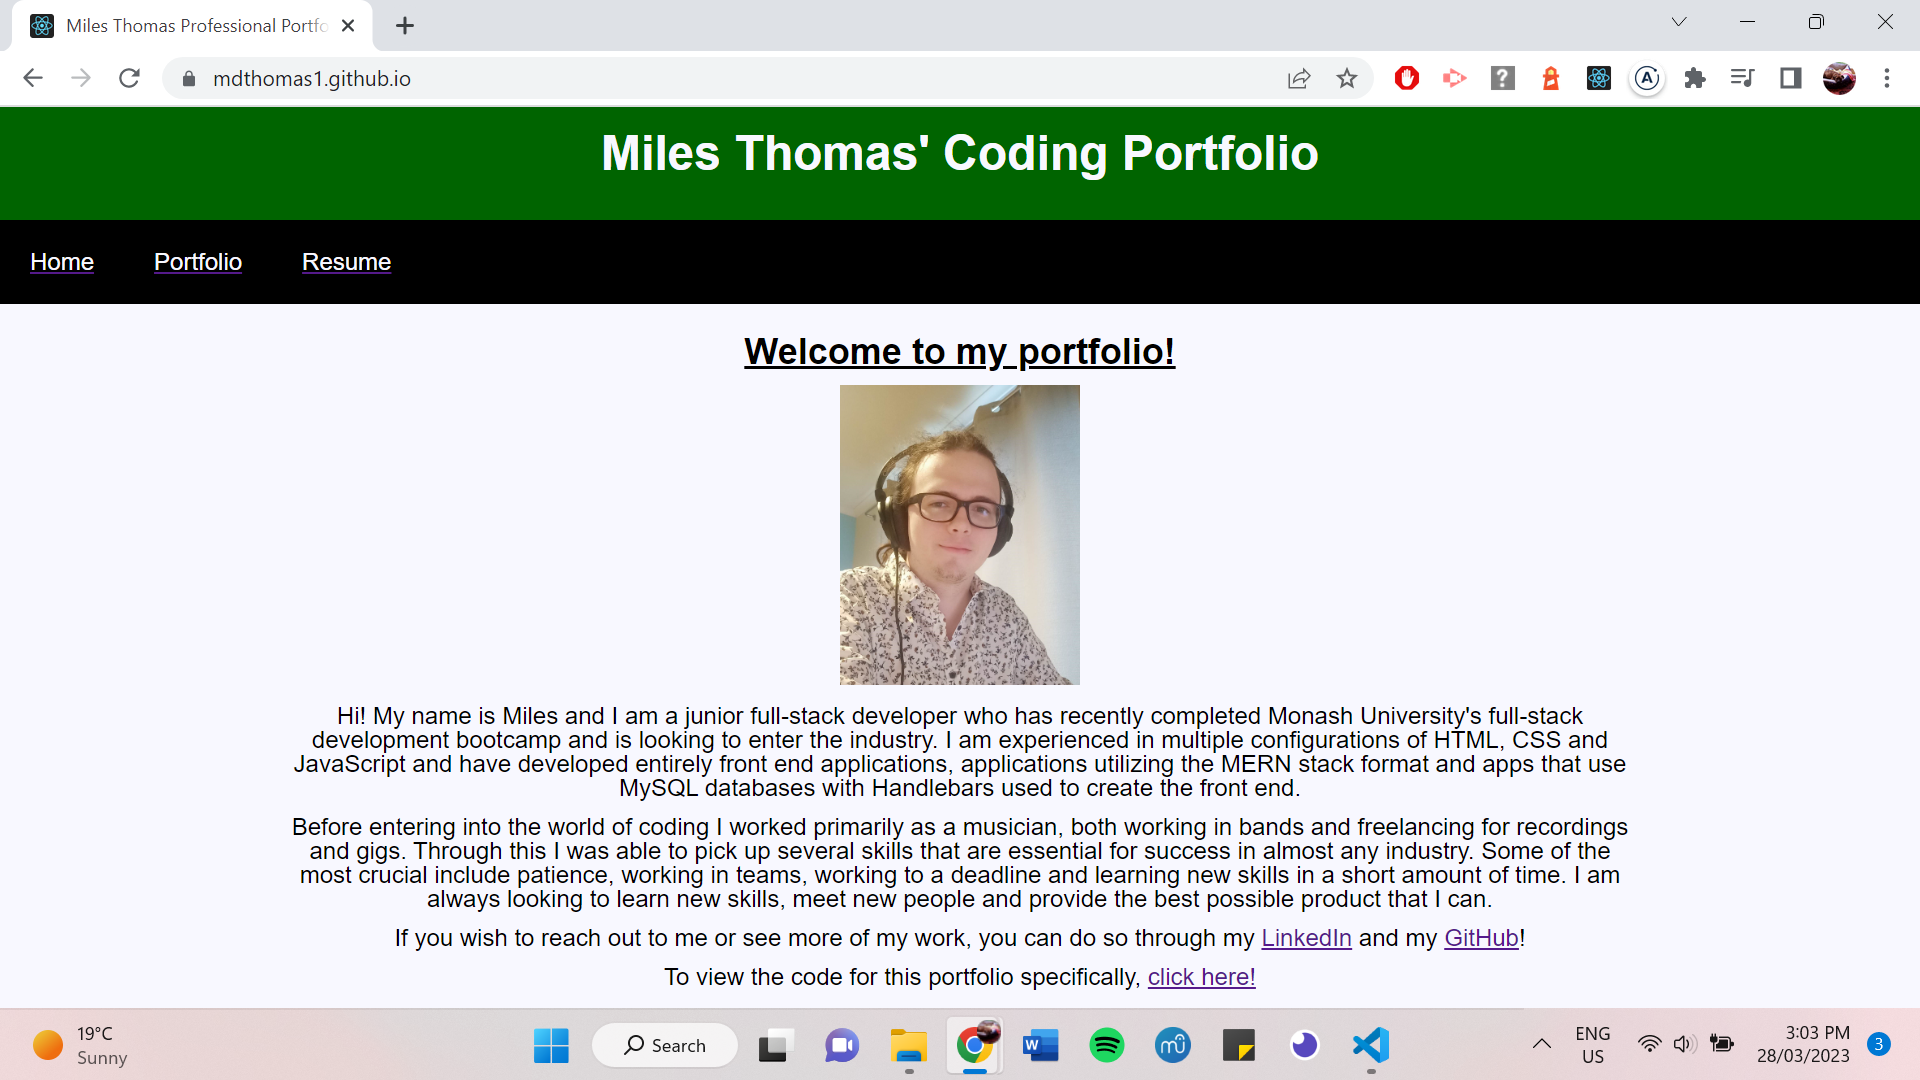 Miles Thomas Professional Portfo
mdthomas1.github.io
Miles Thomas' Coding Portfolio
Home Portfolio Resume
Welcome to my portfolio!
Hi! My name is Miles and I am a junior full-stack developer who has recently completed Monash University's full-stack
development bootcamp and is looking to enter the industry. I am experienced in multiple configurations of HTML, CSS and
JavaScript and have developed entirely front end applications, applications utilizing the MERN stack format and apps that use
MySQL databases with Handlebars used to create the front end.
Before entering into the world of coding I worked primarily as a musician, both working in bands and freelancing for recordings
and gigs. Through this I was able to pick up several skills that are essential for success in almost any industry. Some of the
most crucial include patience, working in teams, working to a deadline and learning new skills in a short amount of time. I am
always looking to learn new skills, meet new people and provide the best possible product that I can.
If you wish to reach out to me or see more of my work, you can do so through my LinkedIn and my GitHub!
To view the code for this portfolio specifically, click here!
19°C
Sunny
Search
ENG
US
3:03 PM
28/03/2023
3